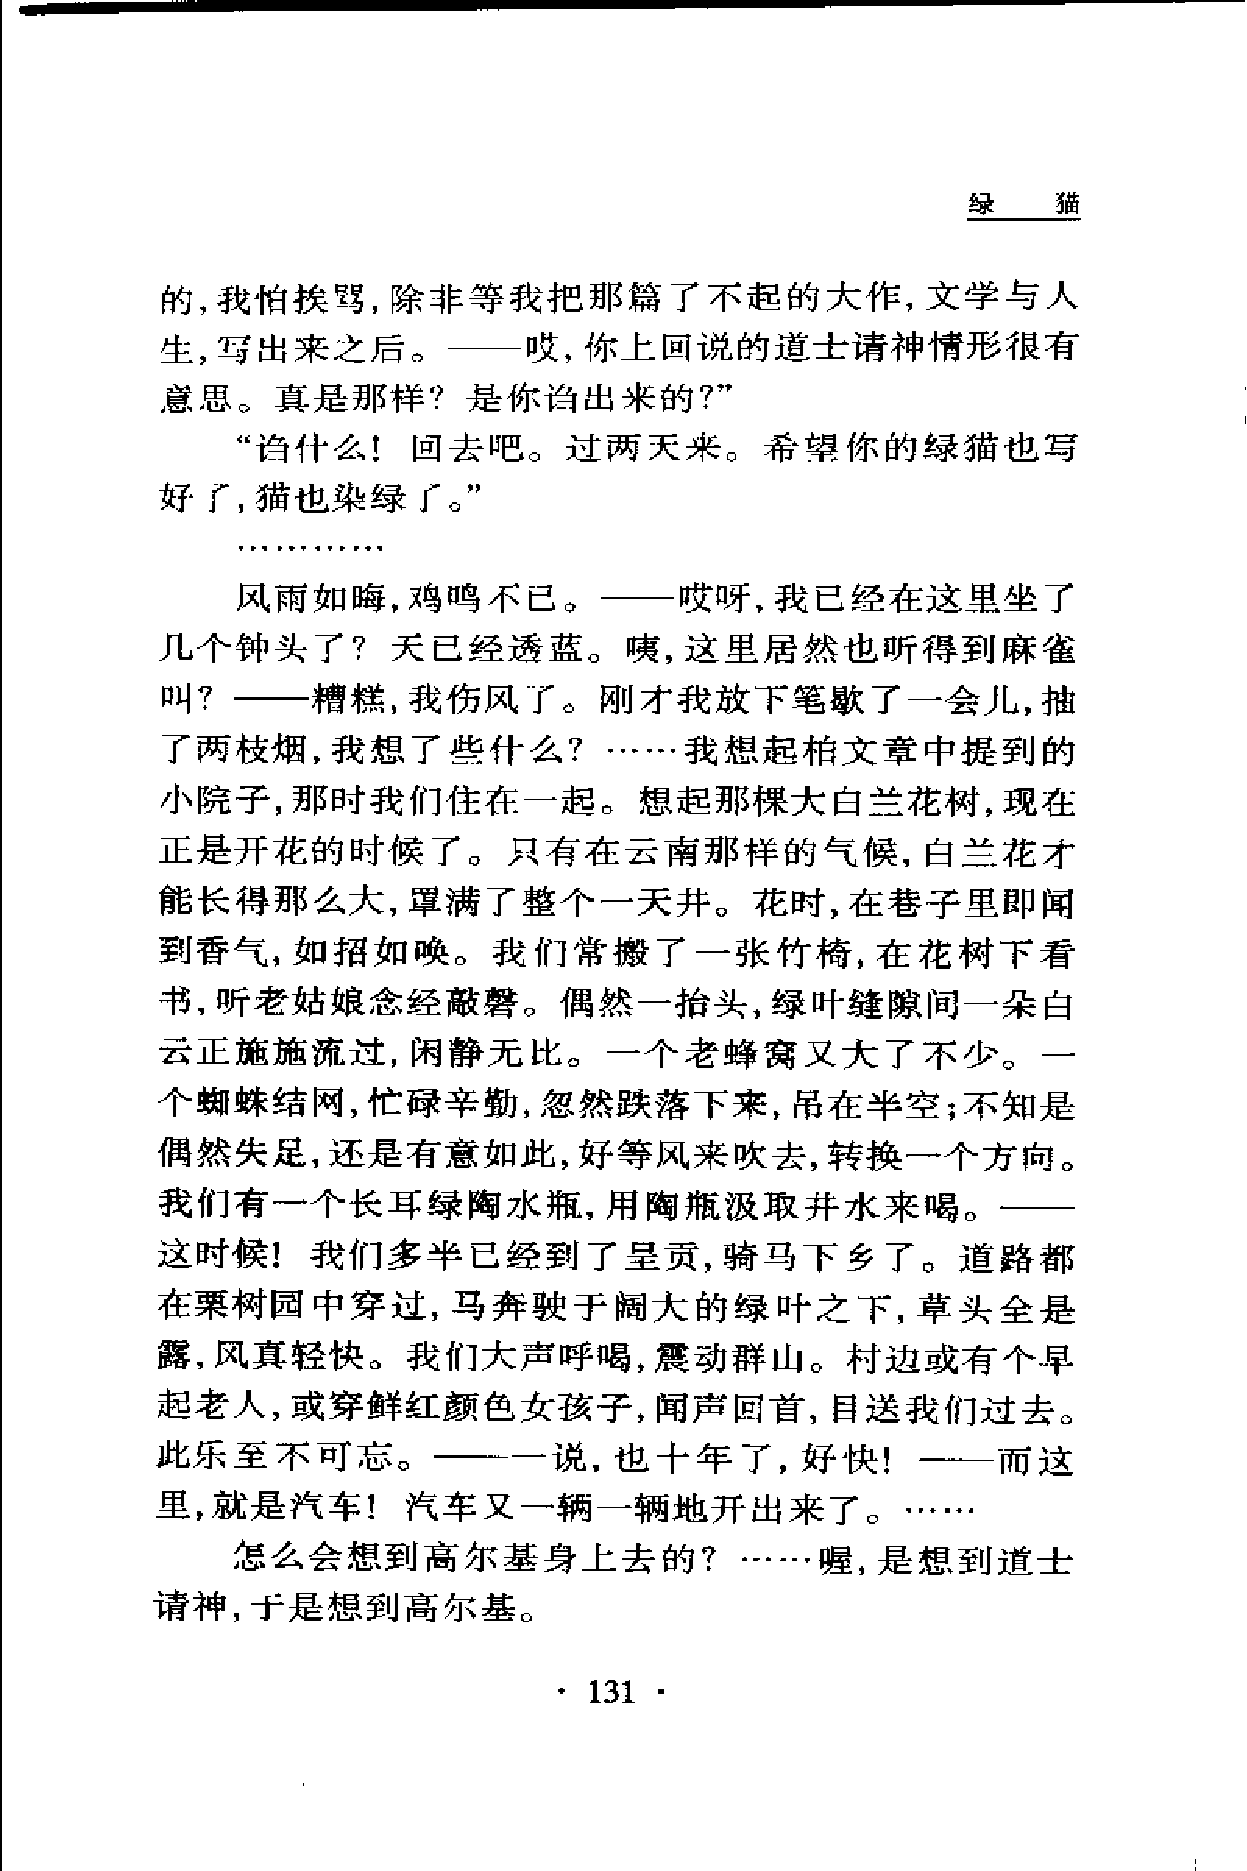 绿 猫
的,我怕挨骂,除非等我把那篇了不起的大作,文学与人
生,写出来之后。——哎,你上回说的道士请神情形很有
意思。真是那样？是你诌出来的?”
“诌什么！回去吧。过两天来。希望你的绿猫也写
好了,猫也染绿了。”
…………
风雨如晦,鸡鸣不已。——哎呀,我已经在这里坐了
几个钟头了？天已经透蓝。咦,这里居然也听得到麻雀
叫？——糟糕,我伤风了。刚才我放下笔歇了一会儿,抽
了两枝烟,我想了些什么？……我想起柏文章中提到的
小院子,那时我们住在一起。想起那棵大白兰花树,现在
正是开花的时候了。只有在云南那样的气候,白兰花才
能长得那么大,罩满了整个一天井。花时,在巷子里即闻
到香气,如招如唤。我们常搬了一张竹椅,在花树下看
书,听老姑娘念经敲磬。偶然一抬头,绿叶缝隙间一朵白
云正施施流过,闲静无比。一个老蜂窝又大了不少。一
个蜘蛛结网,忙碌辛勤,忽然跌落下来,吊在半空;不知是
偶然失足,还是有意如此,好等风来吹去,转换一个方向。
我们有一个长耳绿陶水瓶,用陶瓶汲取井水来喝。——
这时候！我们多半已经到了呈贡,骑马下乡了。道路都
在栗树园中穿过,马奔驶于阔大的绿叶之下,草头全是
露,风真轻快。我们大声呼喝,震动群山。村边或有个早
起老人,或穿鲜红颜色女孩子,闻声回首,目送我们过去。
此乐至不可忘。——一说,也十年了,好快！——而这
里,就是汽车！汽车又一辆一辆地开出来了。……
怎么会想到高尔基身上去的？……喔,是想到道士
请神,于是想到高尔基。
· 131 ·